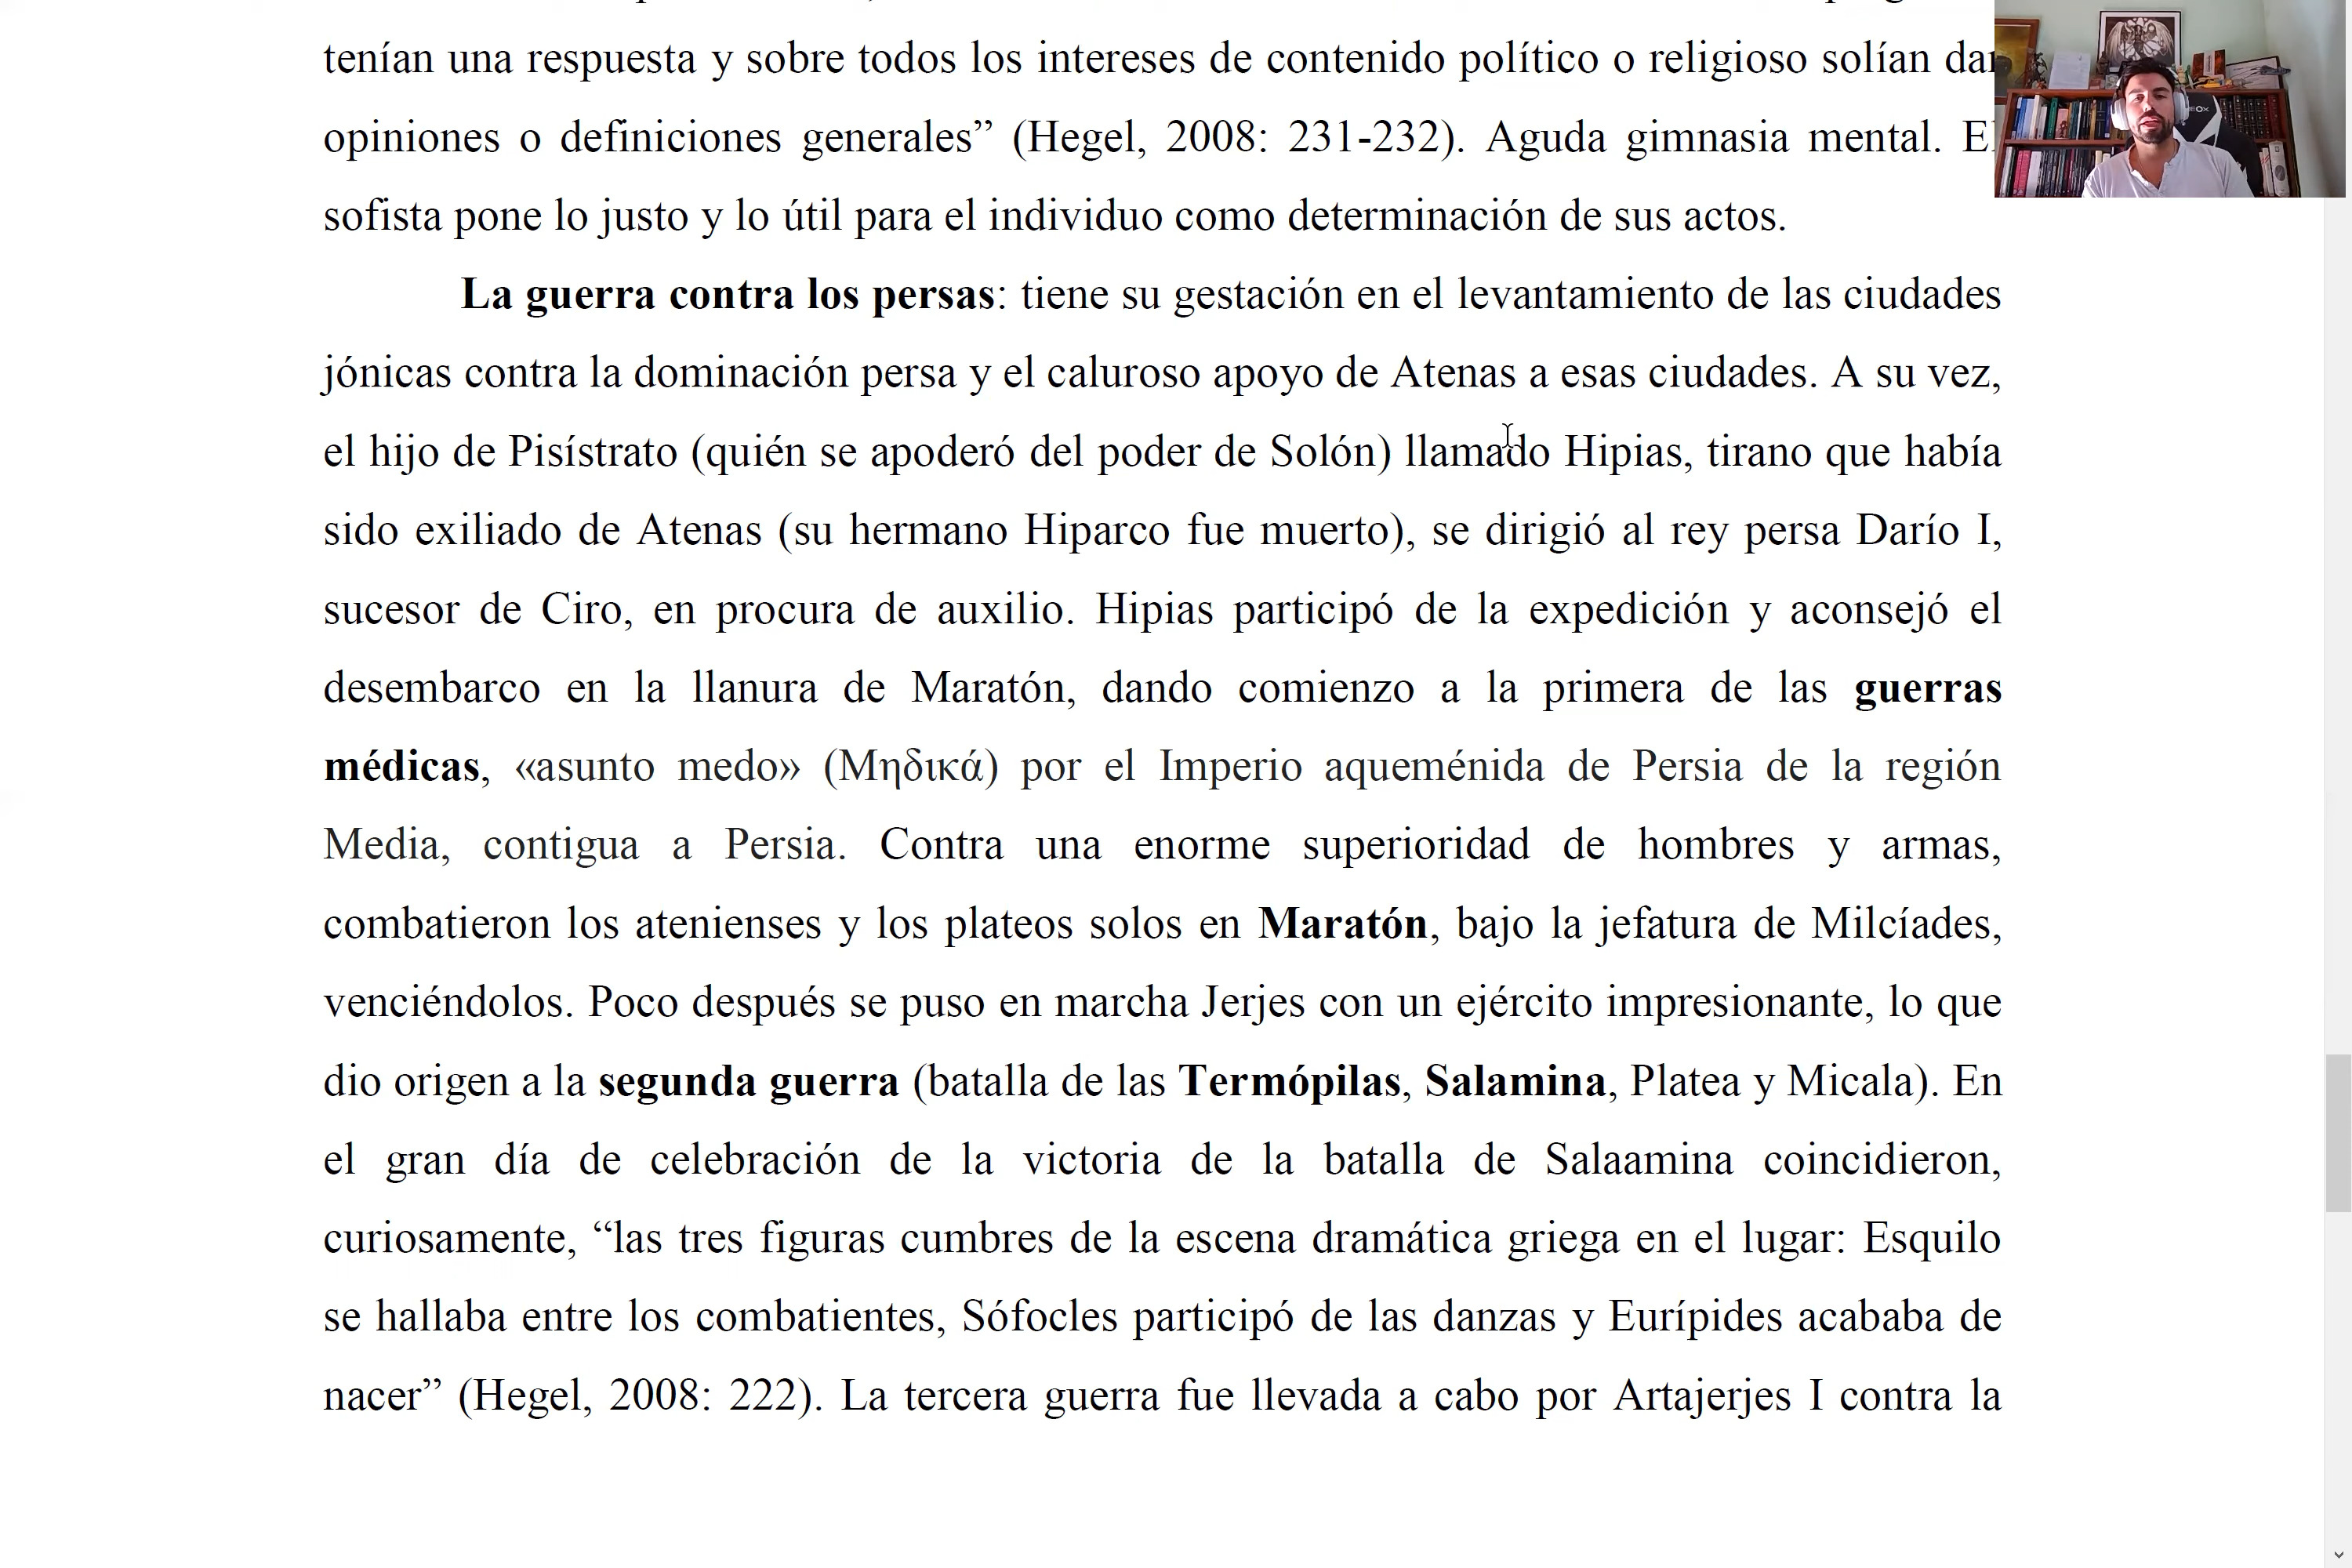 tenían una respuesta y sobre todos los intereses de contenido político o religioso solían dar
opiniones o definiciones generales” (Hegel, 2008: 231-232). Aguda gimnasia mental. El
sofista pone lo justo y lo útil para el individuo como determinación de sus actos.
La guerra contra los persas: tiene su gestación en el levantamiento de las ciudades
jónicas contra la dominación persa y el caluroso apoyo de Atenas a esas ciudades. A su vez,
el hijo de Pisístrato (quién se apoderó del poder de Solón) llamado Hipias, tirano que había
sido exiliado de Atenas (su hermano Hiparco fue muerto), se dirigió al rey persa Darío I,
sucesor de Ciro, en procura de auxilio. Hipias participó de la expedición y aconsejó el
desembarco en la llanura de Maratón, dando comienzo a la primera de las guerras
médicas, «asunto medo» (Μηδικά) por el Imperio aqueménida de Persia de la región
Media, contigua a Persia. Contra una enorme superioridad de hombres y armas,
combatieron los atenienses y los plateos solos en Maratón, bajo la jefatura de Milcíades,
venciéndolos. Poco después se puso en marcha Jerjes con un ejército impresionante, lo que
dio origen a la segunda guerra (batalla de las Termópilas, Salamina, Platea y Micala). En
el gran día de celebración de la victoria de la batalla de Salaamina coincidieron,
curiosamente, “las tres figuras cumbres de la escena dramática griega en el lugar: Esquilo
se hallaba entre los combatientes, Sófocles participó de las danzas y Eurípides acababa de
nacer” (Hegel, 2008: 222). La tercera guerra fue llevada a cabo por Artajerjes I contra la